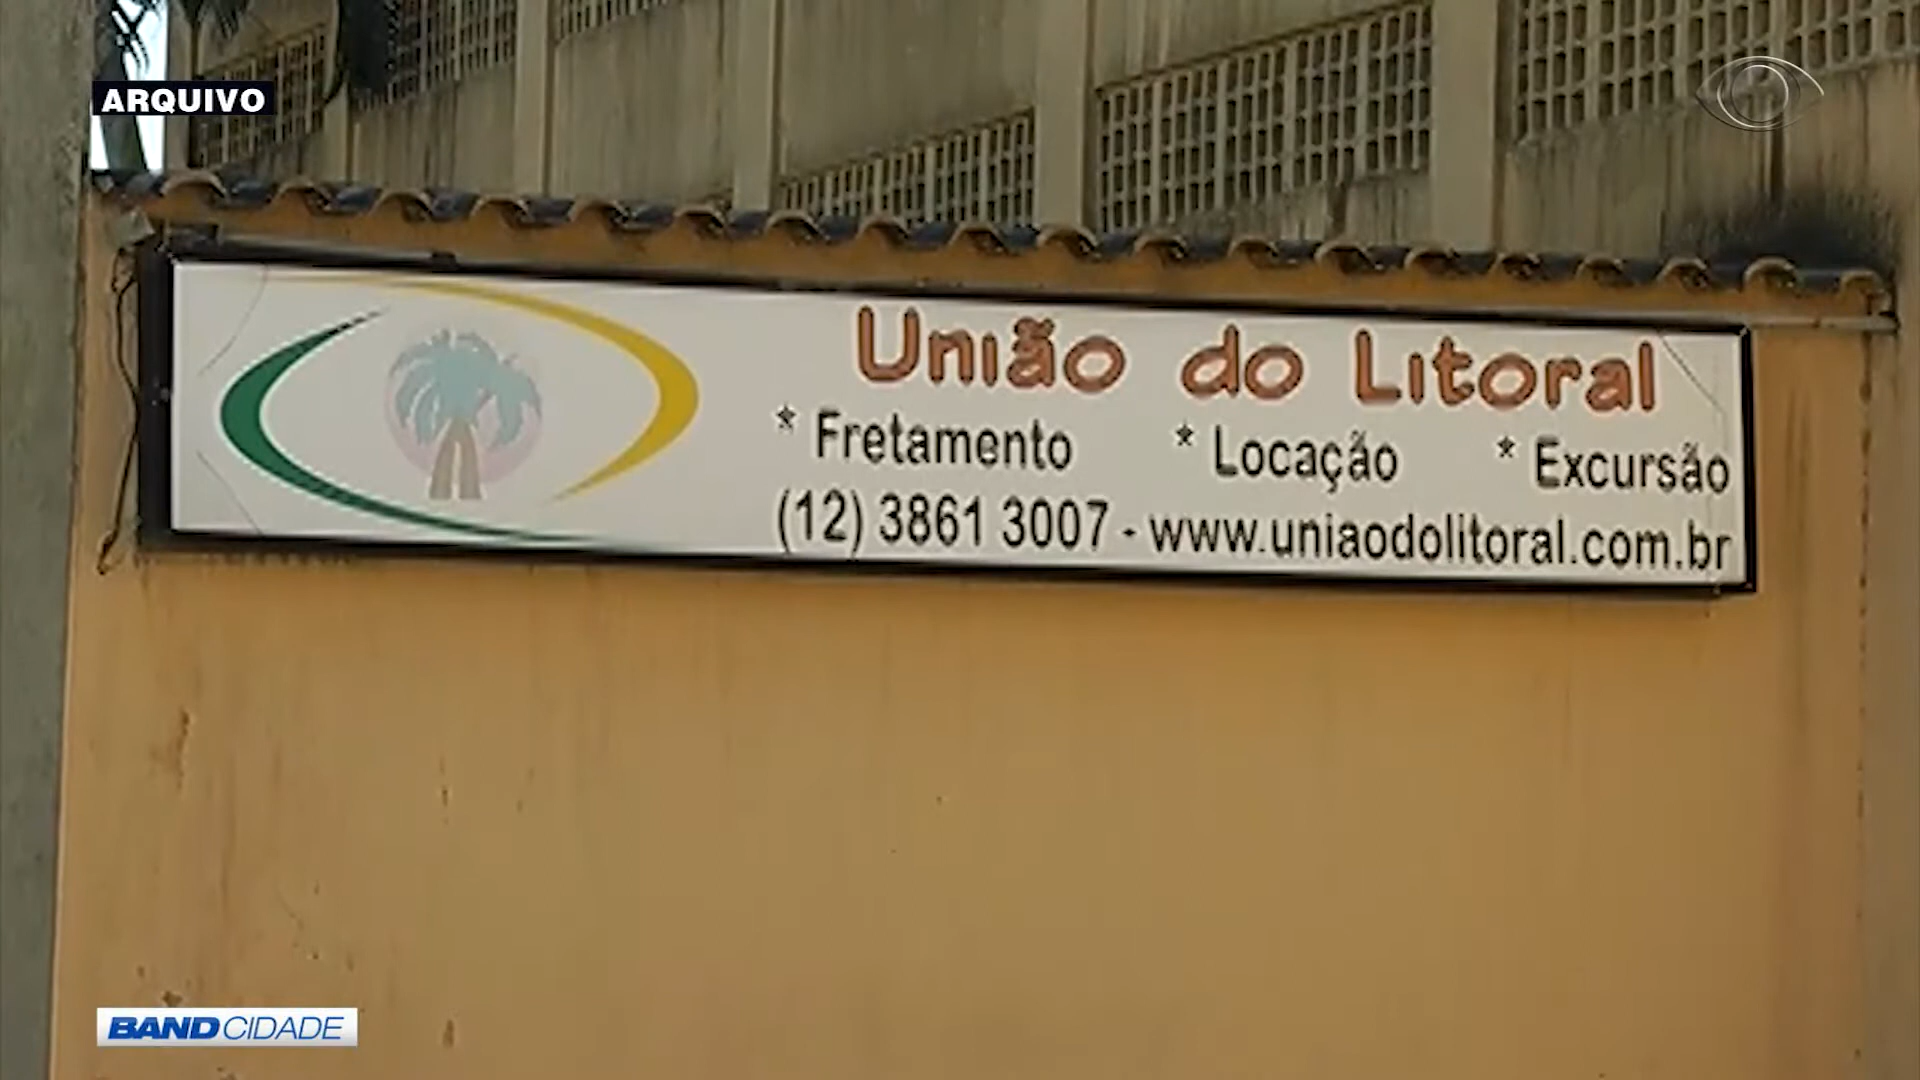 ARQUIVO
União do Litoral
* Fretamento * Locação * Excursão
(12) 3861 3007 - www.uniaodolitoral.com.br
BAND CIDADE